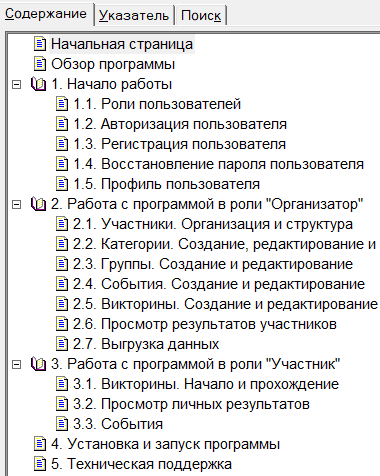 Содержание Указатель Поиск
Начальная страница
Обзор программы
1. Начало работы
1.1. Роли пользователей
1.2. Авторизация пользователя
1.3. Регистрация пользователя
1.4. Восстановление пароля пользователя
1.5. Профиль пользователя
2. Работа с программой в роли "Организатор"
2.1. Участники. Организация и структура
2.2. Категории. Создание, редактирование и
2.3. Группы. Создание и редактирование
2.4. События. Создание и редактирование
2.5. Викторины. Создание и редактирование
2.6. Просмотр результатов участников
2.7. Выгрузка данных
3. Работа с программой в роли "Участник"
3.1. Викторины. Начало и прохождение
3.2. Просмотр личных результатов
3.3. События
4. Установка и запуск программы
5. Техническая поддержка